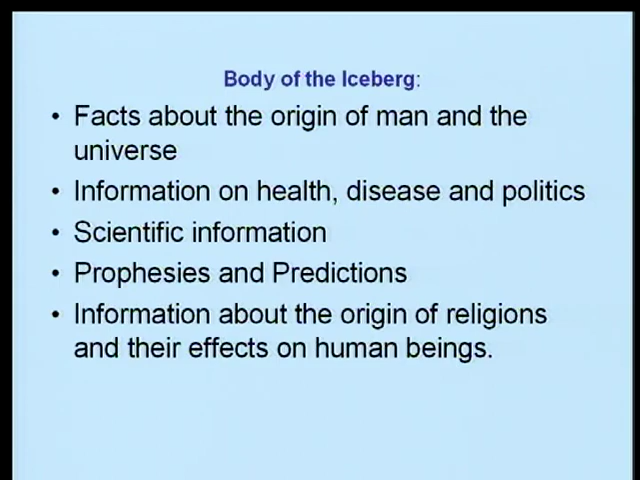 Body of the Iceberg:
• Facts about the origin of man and the
universe
• Information on health, disease and politics
• Scientific information
• Prophesies and Predictions
• Information about the origin of religions
and their effects on human beings.